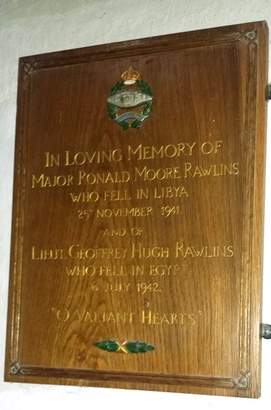 IN LOVING MEMORY OF
MAJOR RONALD MOORE RAWLINS
WHO FELL IN LIBYA
25TH NOVEMBER 1941.
AND OF
LIEUT. GEOFFREY HUGH RAWLINS
WHO FELL IN EGYPT
6 JULY 1942.
"O VALIANT HEARTS"